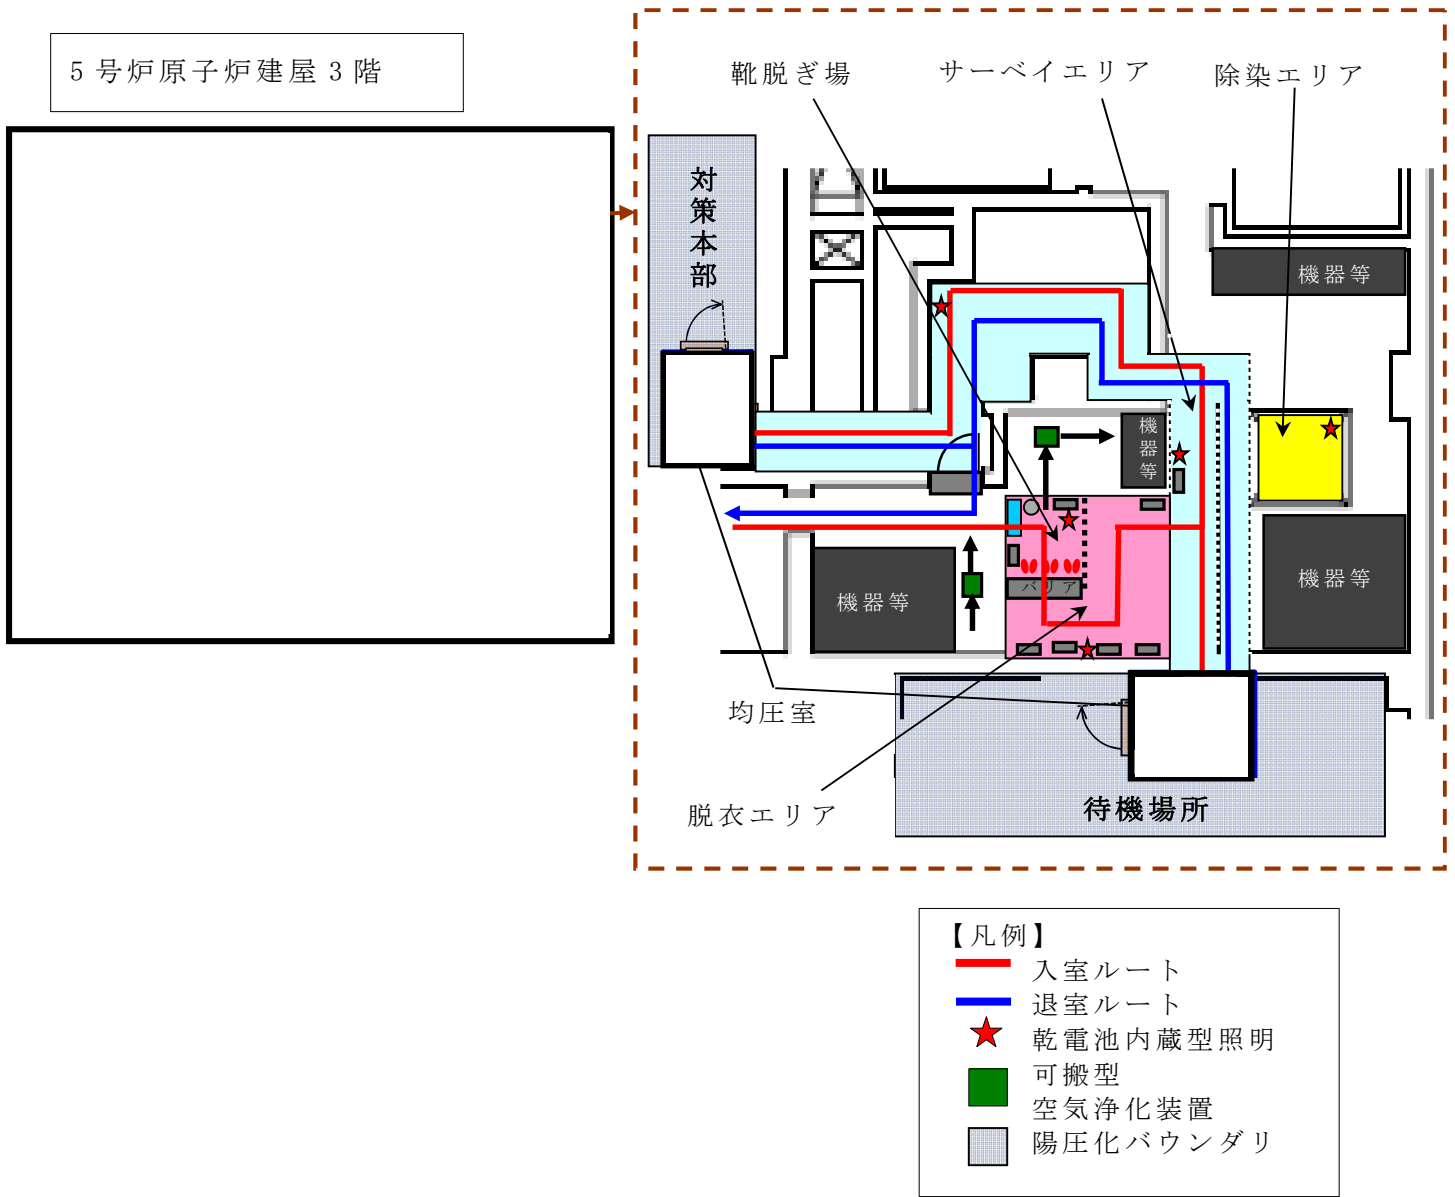 5号炉原子炉建屋3階
靴脱ぎ場
サーベイエリア
除染エリア
対策本部
機器等
機器等
バリア
機器等
機器等
均圧室
脱衣エリア
待機場所
【凡例】
入室ルート
退室ルート
乾電池内蔵型照明
可搬型
空気浄化装置
陽圧化バウンダリ